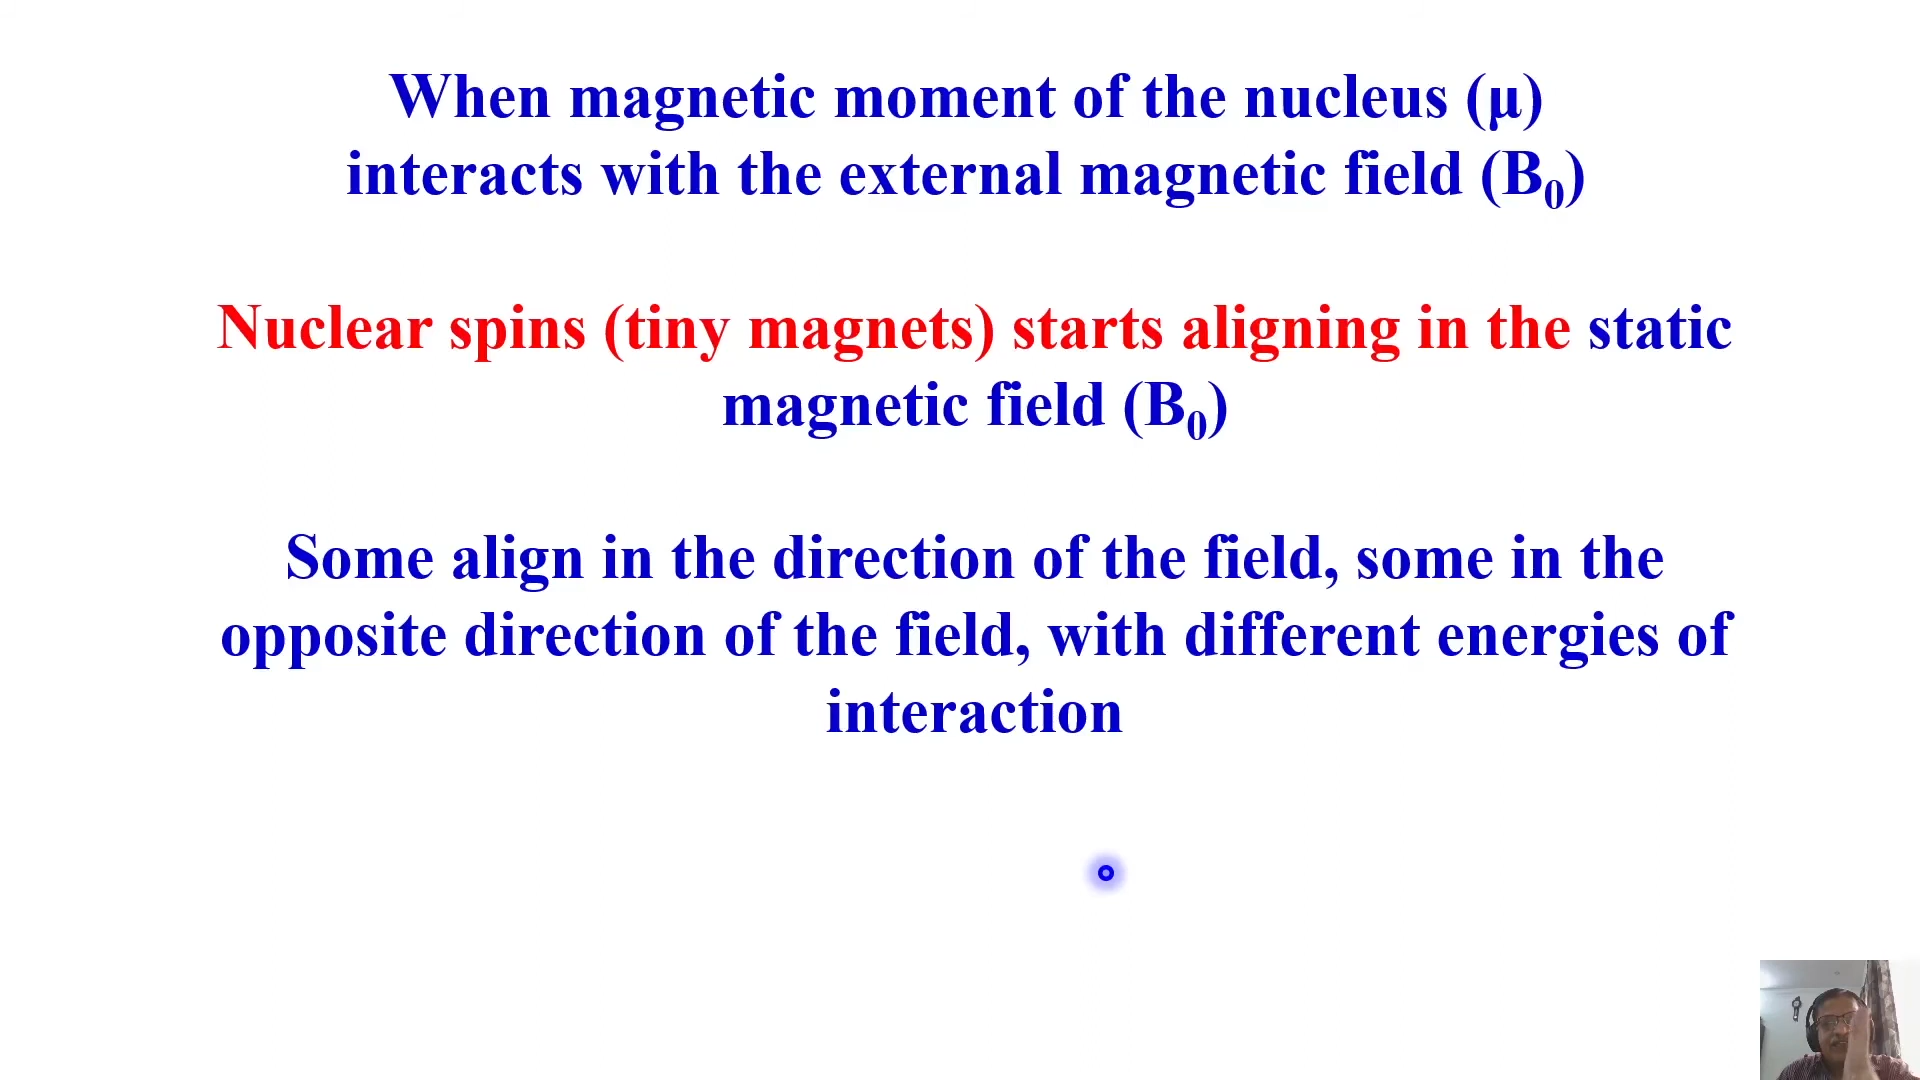 When magnetic moment of the nucleus (μ)
interacts with the external magnetic field (B₀)
Nuclear spins (tiny magnets) starts aligning in the static
magnetic field (B₀)
Some align in the direction of the field, some in the
opposite direction of the field, with different energies of
interaction